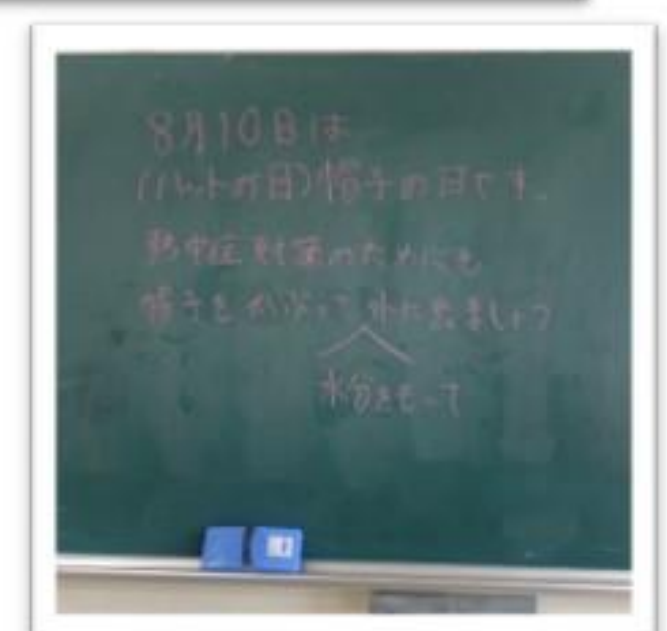 8月10日は
(ハットの日)帽子の日です。
熱中症対策のためにも
帽子をかぶって外に出ましょう
水分をもって